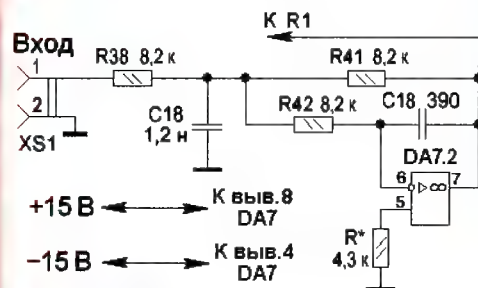 К R1
Вход
1
R38 8,2 к
R41 8,2 к
2
XS1
C18
1,2 н
R42 8,2 к
C18 390
DA7.2
6
7
5
▷∞
R*
4,3 к
+15 В
К выв.8
DA7
−15 В
К выв.4
DA7